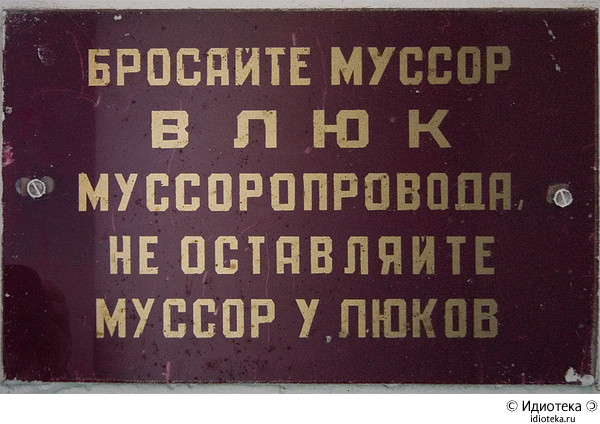 БРОСАЙТЕ МУССОР
В ЛЮК
МУССОРОПРОВОДА,
НЕ ОСТАВЛЯЙТЕ
МУССОР У ЛЮКОВ
© Идиотека
idioteka.ru